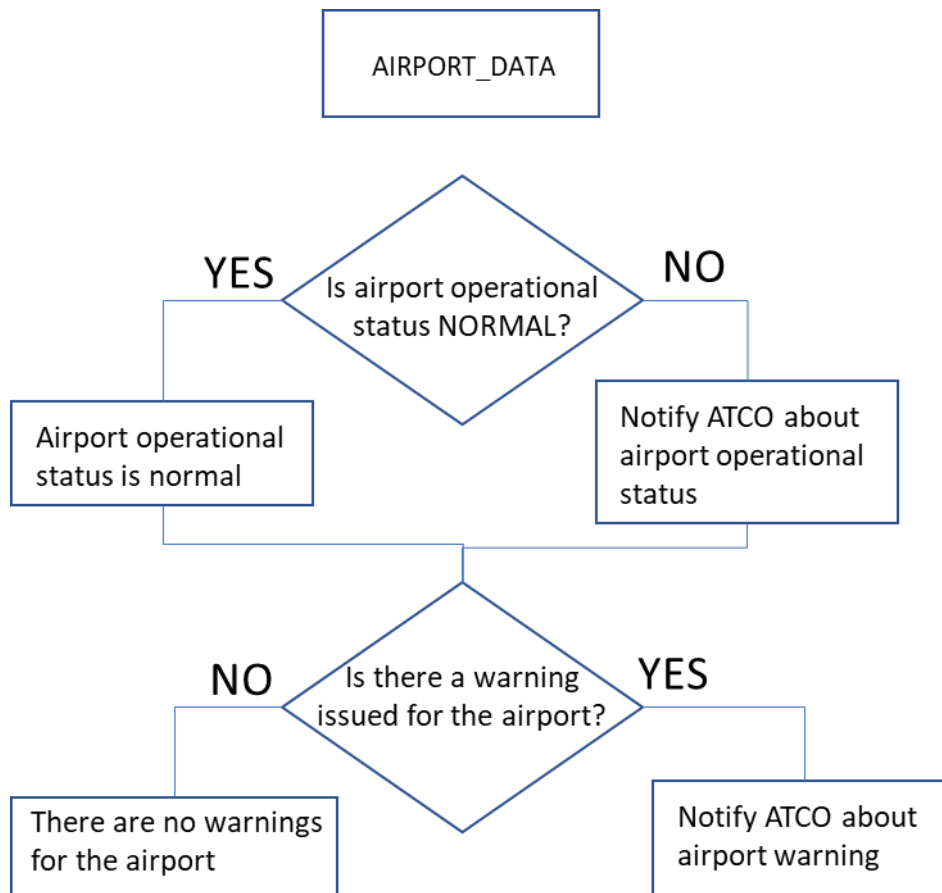 AIRPORT_DATA
YES
NO
Is airport operational
status NORMAL?
Airport operational
status is normal
Notify ATCO about
airport operational
status
NO
YES
Is there a warning
issued for the airport?
There are no warnings
for the airport
Notify ATCO about
airport warning